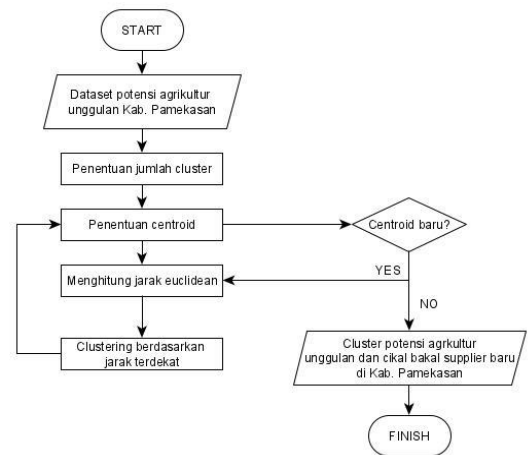 START
Dataset potensi agrikultur
unggulan Kab. Pamekasan
Penentuan jumlah cluster
Penentuan centroid
Centroid baru?
Menghitung jarak euclidean
YES
NO
Clustering berdasarkan
jarak terdekat
Cluster potensi agrkultur
unggulan dan cikal bakal supplier baru
di Kab. Pamekasan
FINISH